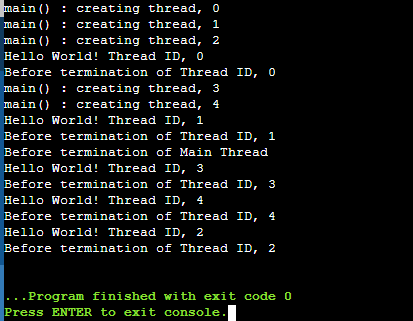 main() : creating thread, 0
main() : creating thread, 1
main() : creating thread, 2
Hello World! Thread ID, 0
Before termination of Thread ID, 0
main() : creating thread, 3
main() : creating thread, 4
Hello World! Thread ID, 1
Before termination of Thread ID, 1
Before termination of Main Thread
Hello World! Thread ID, 3
Before termination of Thread ID, 3
Hello World! Thread ID, 4
Before termination of Thread ID, 4
Hello World! Thread ID, 2
Before termination of Thread ID, 2
...Program finished with exit code 0
Press ENTER to exit console.